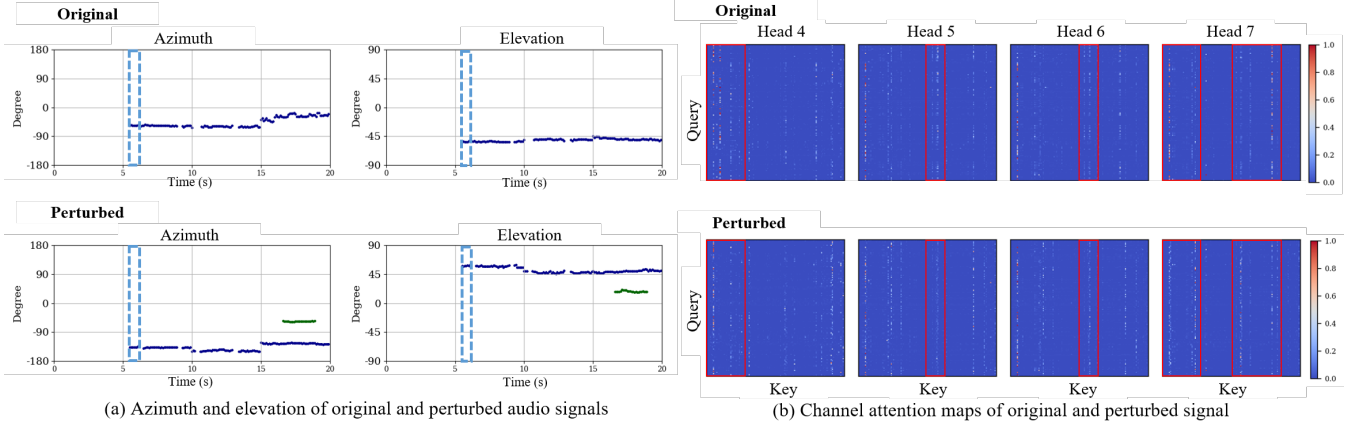 Original
Azimuth
Elevation
180
90
0
-90
-180
Degree
0
5
10
15
20
Time (s)
90
45
0
-45
-90
Degree
0
5
10
15
20
Time (s)
Perturbed
Azimuth
Elevation
180
90
0
-90
-180
Degree
0
5
10
15
20
Time (s)
90
45
0
-45
-90
Degree
0
5
10
15
20
Time (s)
(a) Azimuth and elevation of original and perturbed audio signals
Original
Head 4
Head 5
Head 6
Head 7
Query
1.0
0.8
0.6
0.4
0.2
0.0
Perturbed
Query
1.0
0.8
0.6
0.4
0.2
0.0
Key
Key
Key
Key
(b) Channel attention maps of original and perturbed signal